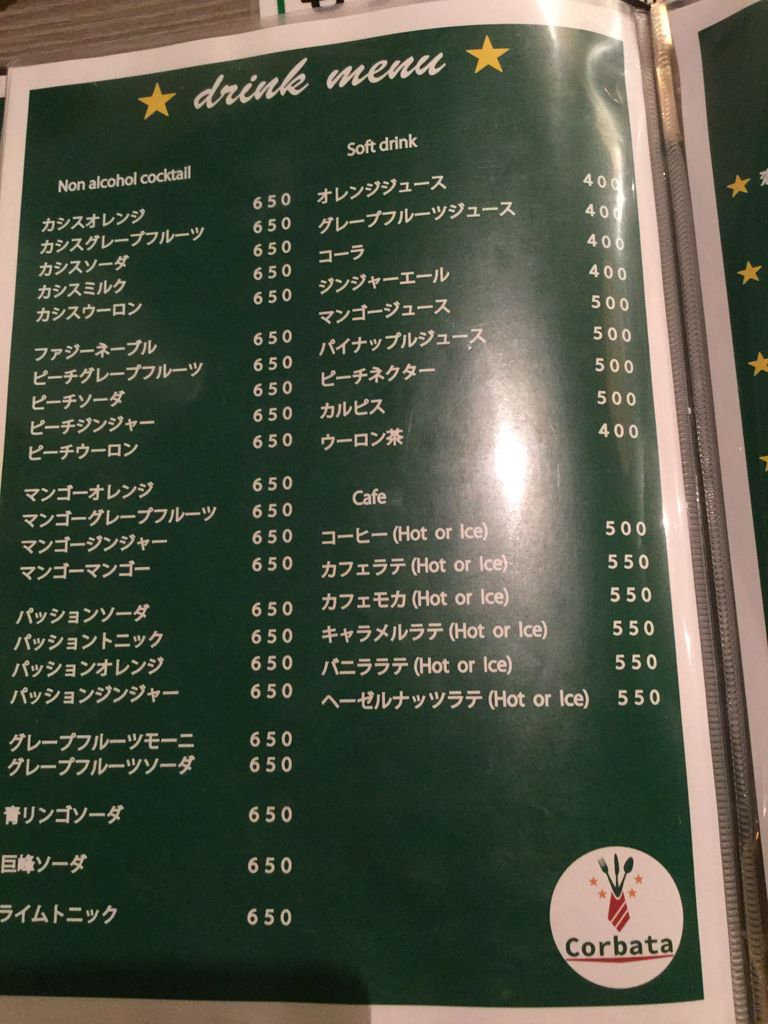 drink menu
Non alcohol cocktail
カシスオレンジ 650
カシスグレープフルーツ 650
カシスソーダ 650
カシスミルク 650
カシスウーロン 650
ファジーネーブル 650
ピーチグレープフルーツ 650
ピーチソーダ 650
ピーチジンジャー 650
ピーチウーロン 650
マンゴーオレンジ 650
マンゴーグレープフルーツ 650
マンゴージンジャー 650
マンゴーマンゴー 650
パッションソーダ 650
パッショントニック 650
パッションオレンジ 650
パッションジンジャー 650
グレープフルーツモーニ 650
グレープフルーツソーダ 650
青リンゴソーダ 650
巨峰ソーダ 650
ライムトニック 650
Soft drink
オレンジジュース 400
グレープフルーツジュース 400
コーラ 400
ジンジャーエール 400
マンゴージュース 500
パイナップルジュース 500
ピーチネクター 500
カルピス 500
ウーロン茶 400
Cafe
コーヒー (Hot or Ice) 500
カフェラテ (Hot or Ice) 550
カフェモカ (Hot or Ice) 550
キャラメルラテ (Hot or Ice) 550
バニララテ (Hot or Ice) 550
ヘーゼルナッツラテ (Hot or Ice) 550
Corbata